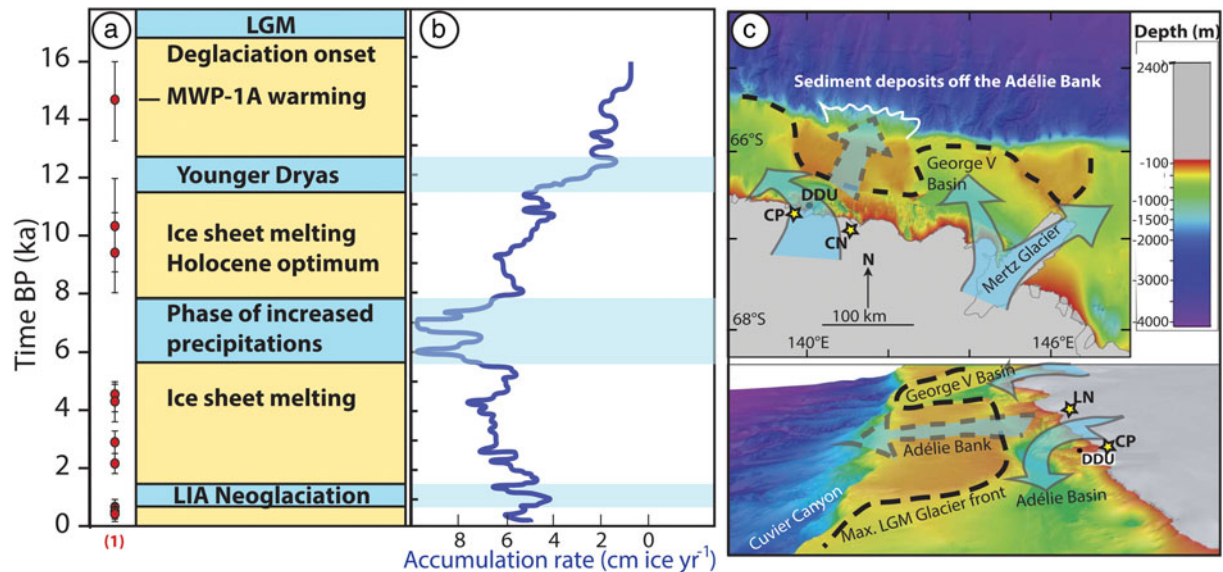 a
b
c
LGM
Deglaciation onset
MWP-1A warming
Younger Dryas
Ice sheet melting
Holocene optimum
Phase of increased
precipitations
Ice sheet melting
LIA Neoglaciation
Time BP (ka)
16
14
12
10
8
6
4
2
0
(1)
8
6
4
2
0
Accumulation rate (cm ice yr-1)
Sediment deposits off the Adélie Bank
66°S
George V
Basin
DDU
CP
CN
N
Mertz Glacier
100 km
68°S
140°E
146°E
Depth (m)
2400
-100
-1000
-1500
-2000
-3000
-4000
George V Basin
LN
Adélie Bank
CP
DDU
Adélie Basin
Max. LGM Glacier front
Cuvier Canyon